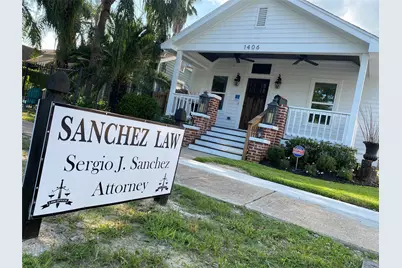 1406
SANCHEZ LAW
Sergio J. Sanchez
Attorney